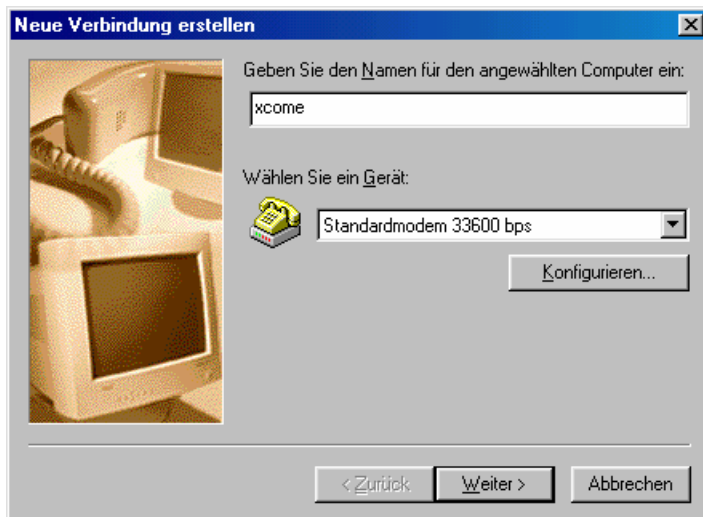 Neue Verbindung erstellen
Geben Sie den Namen für den angewählten Computer ein:
xcome
Wählen Sie ein Gerät:
Standardmodem 33600 bps
Konfigurieren...
< Zurück
Weiter >
Abbrechen